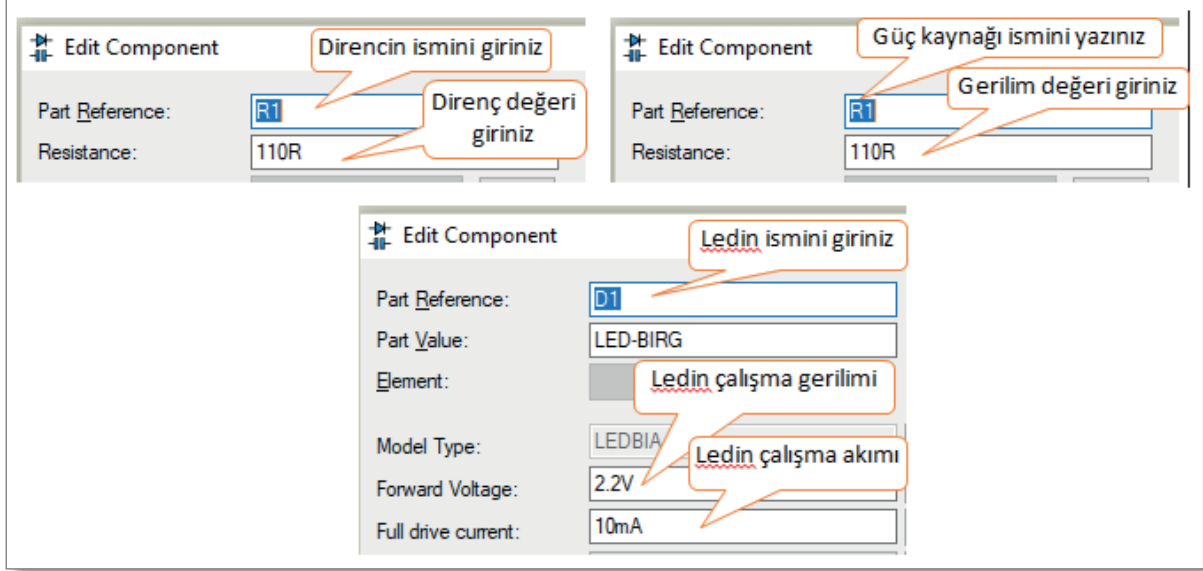 Edit Component
Direncin ismini giriniz
Part Reference:
R1
Direnç değeri
giriniz
Resistance:
110R
Edit Component
Güç kaynağı ismini yazınız
Gerilim değeri giriniz
Part Reference:
R1
Resistance:
110R
Edit Component
Ledin ismini giriniz
Part Reference:
D1
Part Value:
LED-BIRG
Element:
Ledin çalışma gerilimi
Model Type:
LEDBIA
Ledin çalışma akımı
Forward Voltage:
2.2V
Full drive current:
10mA